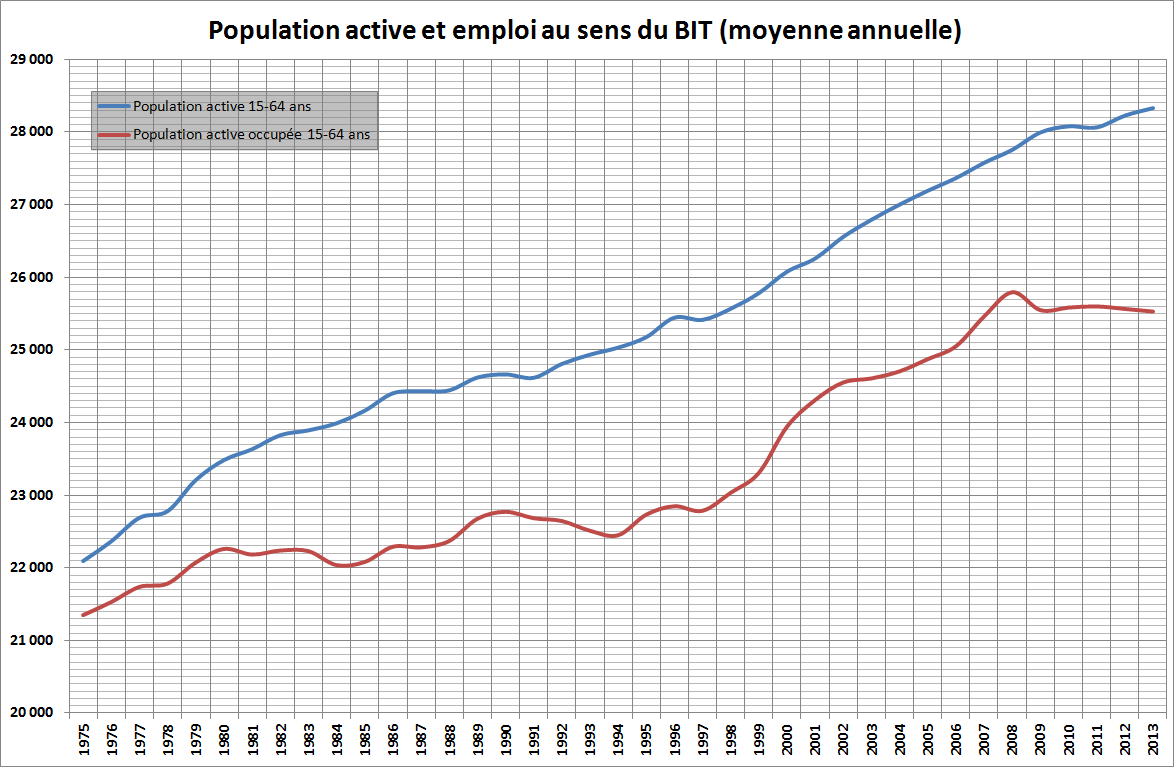 Population active et emploi au sens du BIT (moyenne annuelle)
29 000
Population active 15-64 ans
28 000
Population active occupée 15-64 ans
27 000
26 000
25 000
24 000
23 000
22 000
21 000
20 000
1975 1976 1977 1978 1979 1980 1981 1982 1983 1984 1985 1986 1987 1988 1989 1990 1991 1992 1993 1994 1995 1996 1997 1998 1999 2000 2001 2002 2003 2004 2005 2006 2007 2008 2009 2010 2011 2012 2013